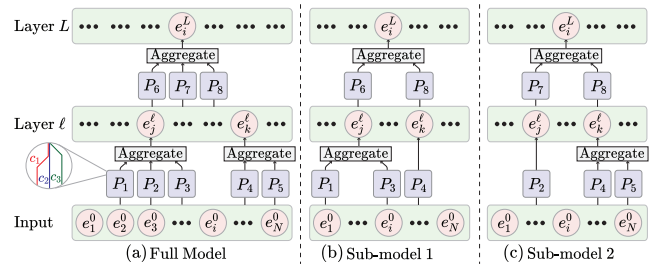 Layer L ••• ••• e_i^L ••• ••• ••• ••• e_i^L ••• ••• ••• ••• e_i^L ••• •••
Aggregate Aggregate Aggregate
P_6 P_7 P_8 P_6 P_8 P_7 P_8
Layer ℓ ••• ••• e_j^ℓ ••• ••• e_k^ℓ ••• ••• e_j^ℓ ••• e_k^ℓ ••• ••• e_j^ℓ ••• e_k^ℓ •••
Aggregate Aggregate Aggregate Aggregate
c_1 c_2 c_3
P_1 P_2 P_3 P_4 P_5 P_1 P_3 P_4 P_2 P_4 P_5
Input e_1^0 e_2^0 e_3^0 ••• e_i^0 ••• e_N^0 e_1^0 ••• e_i^0 ••• e_N^0 e_1^0 ••• e_i^0 ••• e_N^0
(a) Full Model (b) Sub-model 1 (c) Sub-model 2